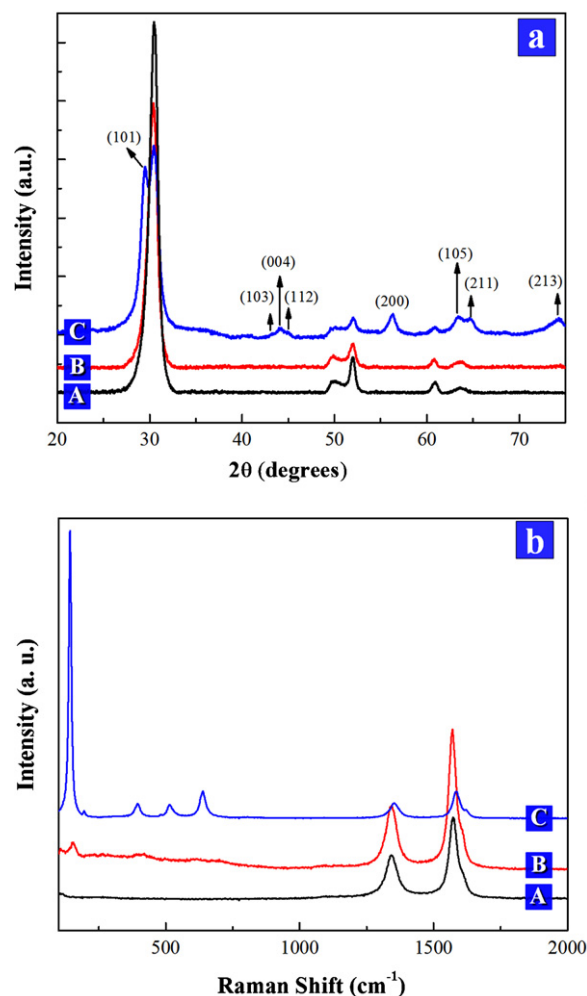 a
Intensity (a.u.)
(101)
(004)
(103)
(112)
(200)
(105)
(211)
(213)
C
B
A
20 30 40 50 60 70
2θ (degrees)
b
Intensity (a. u.)
C
B
A
500 1000 1500 2000
Raman Shift (cm⁻¹)